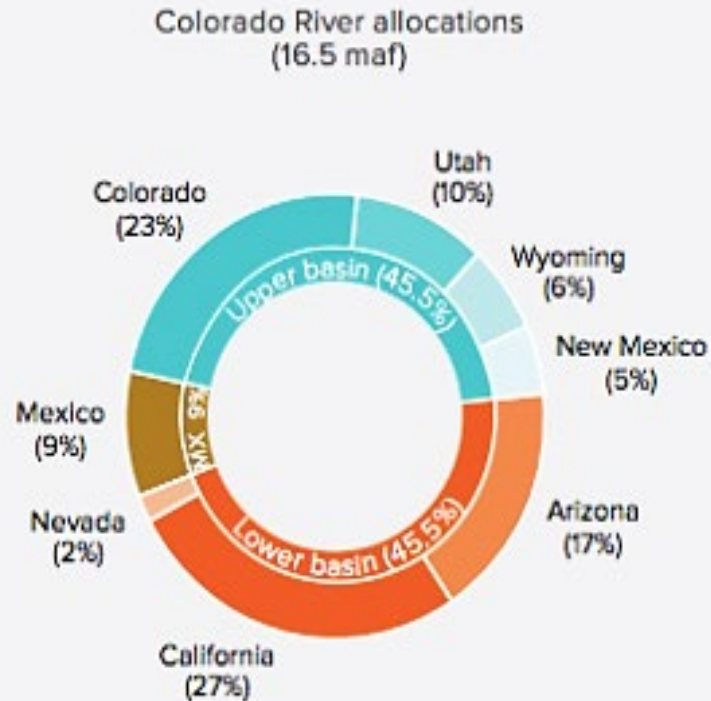 Colorado River allocations
(16.5 maf)
Utah
(10%)
Colorado
(23%)
Wyoming
(6%)
Upper basin (45.5%)
New Mexico
(5%)
MX 9%
Mexico
(9%)
Nevada
(2%)
Arizona
(17%)
Lower basin (45.5%)
California
(27%)